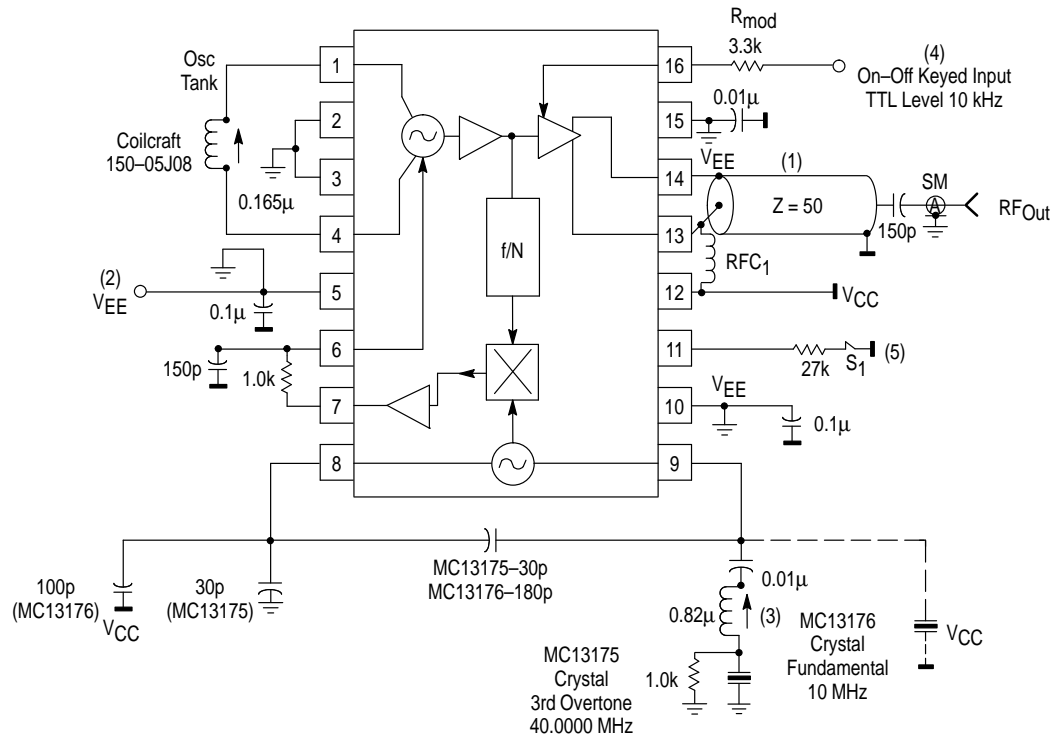 Osc
Tank
Coilcraft
150–05J08
0.165µ
(2)
VEE
0.1µ
150p
1.0k
1
2
3
4
5
6
7
8
f/N
16
15
14
13
12
11
10
9
Rmod
3.3k
(4)
On–Off Keyed Input
TTL Level 10 kHz
0.01µ
VEE
(1)
Z = 50
SM
A
150p
RFOut
RFC1
VCC
27k
S1
(5)
VEE
0.1µ
100p
(MC13176)
VCC
30p
(MC13175)
MC13175–30p
MC13176–180p
0.01µ
0.82µ
(3)
MC13176
Crystal
Fundamental
10 MHz
VCC
MC13175
Crystal
3rd Overtone
40.0000 MHz
1.0k